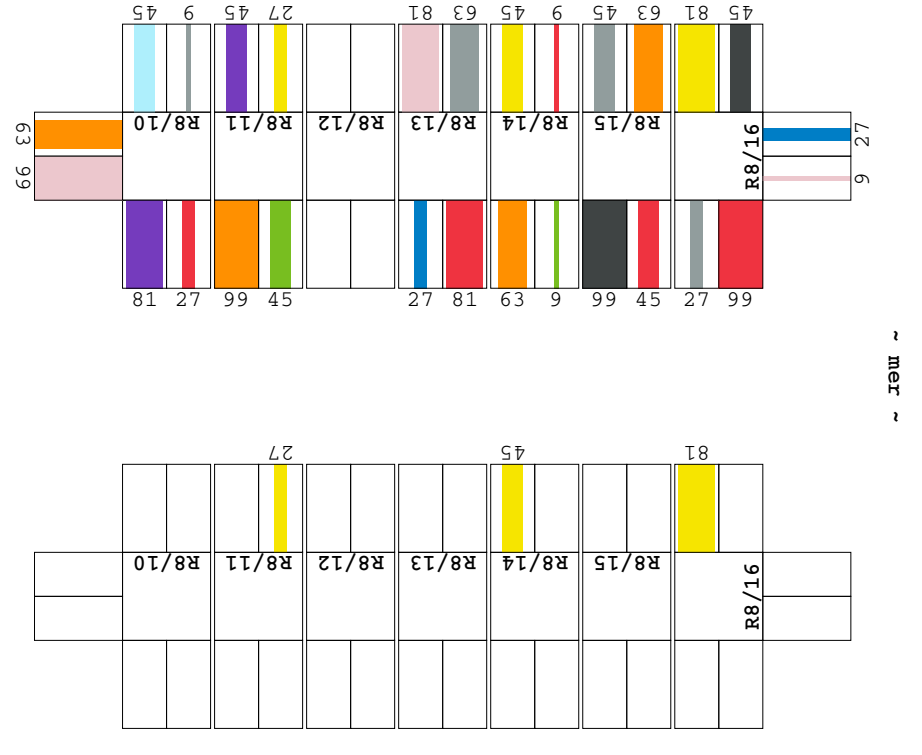 45 9 45 27 81 63 45 9 45 63 81 45
63 R8/10 R8/11 R8/12 R8/13 R8/14 R8/15 R8/16 27
99 9
81 27 99 45 27 81 63 9 99 45 27 99
~ mer ~
27 45 81
R8/10 R8/11 R8/12 R8/13 R8/14 R8/15 R8/16